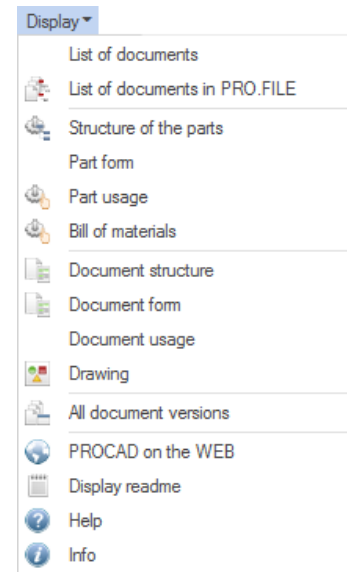 Display
List of documents
List of documents in PRO.FILE
Structure of the parts
Part form
Part usage
Bill of materials
Document structure
Document form
Document usage
Drawing
All document versions
PROCAD on the WEB
Display readme
Help
Info